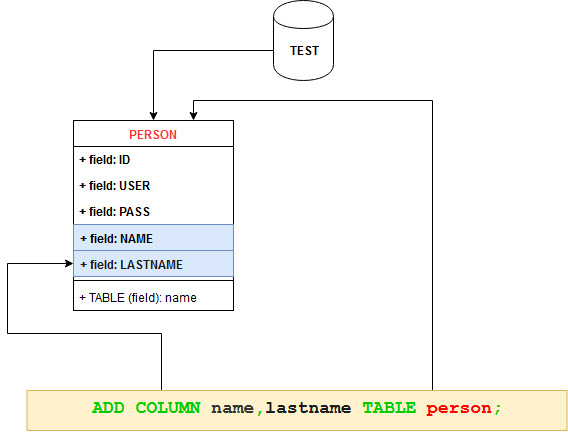 TEST
PERSON
+ field: ID
+ field: USER
+ field: PASS
+ field: NAME
+ field: LASTNAME
+ TABLE (field): name
ADD COLUMN name,lastname TABLE person;